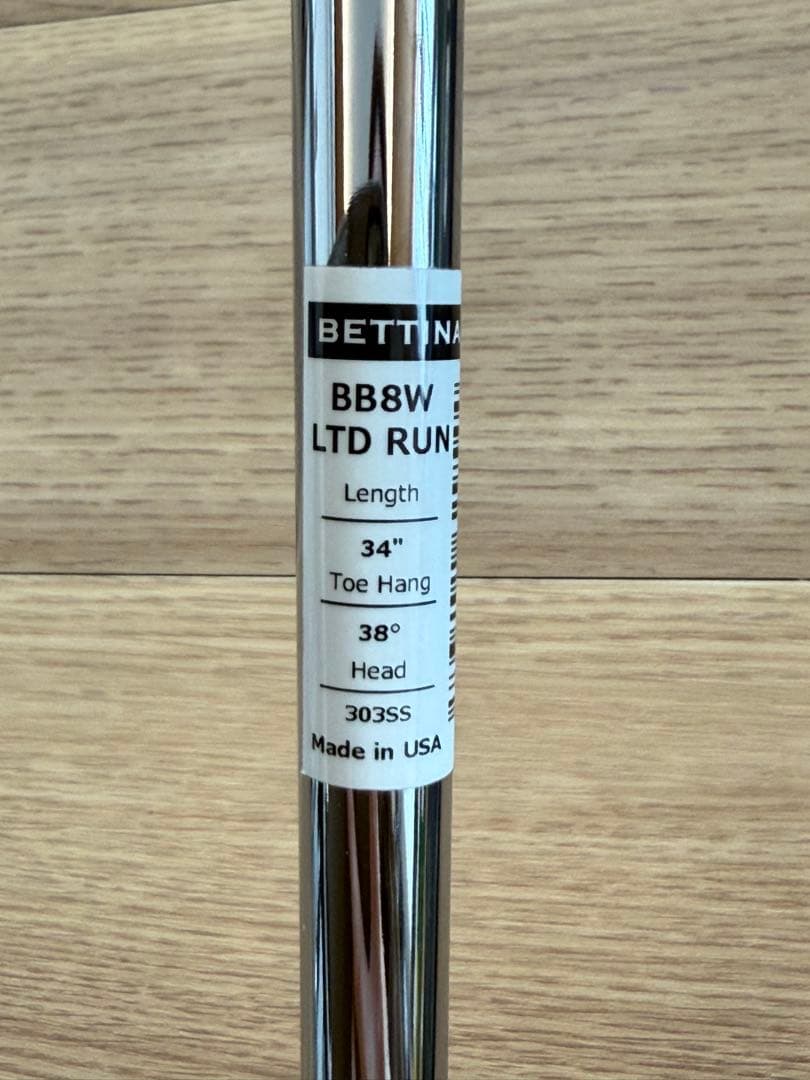 BETTINA
BB8W
LTD RUN
Length
34"
Toe Hang
38°
Head
303SS
Made in USA